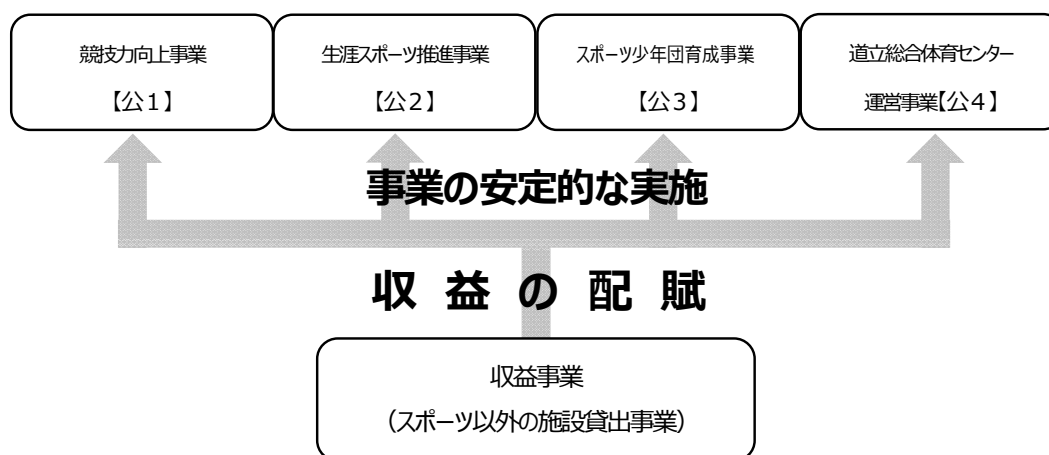 競技力向上事業
【公１】
生涯スポーツ推進事業
【公２】
スポーツ少年団育成事業
【公３】
道立総合体育センター
運営事業【公４】
事業の安定的な実施
収益の配賦
収益事業
（スポーツ以外の施設貸出事業）